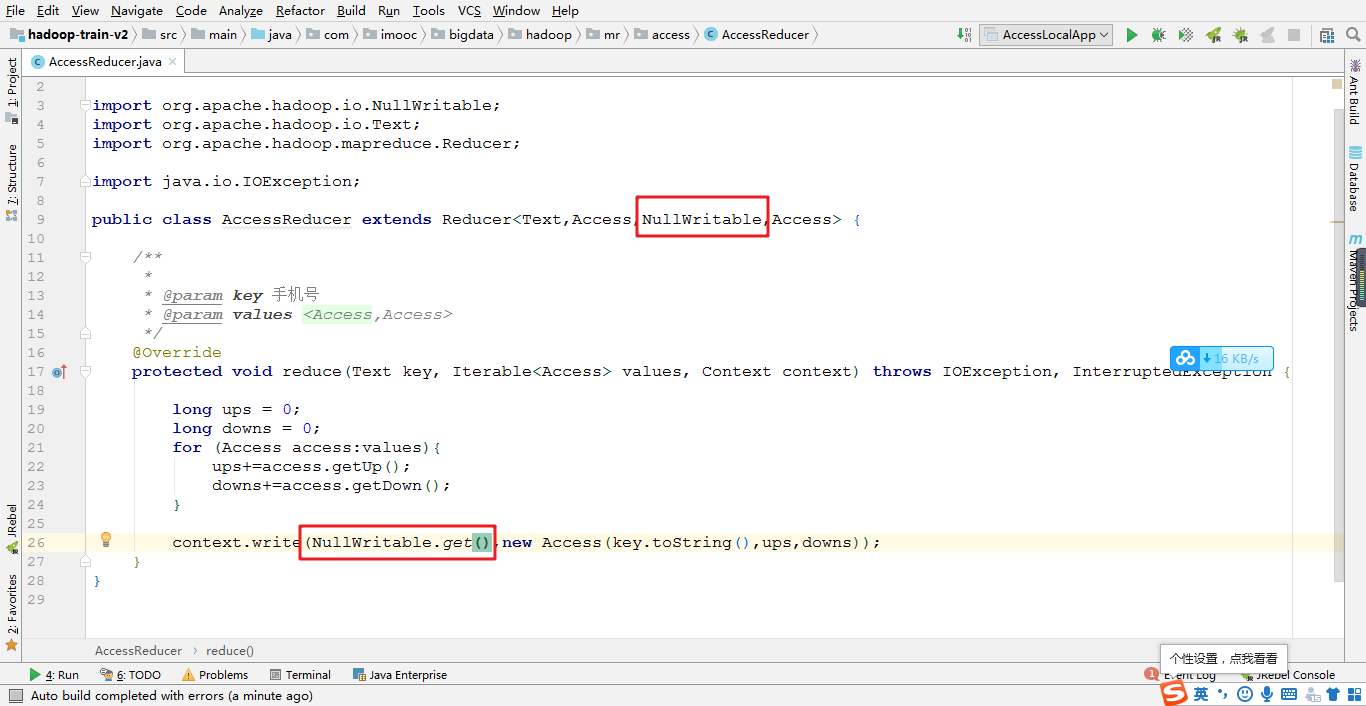 File Edit View Navigate Code Analyze Refactor Build Run Tools VCS Window Help
hadoop-train-v2 src main java com imooc bigdata hadoop mr access AccessReducer AccessLocalApp
AccessReducer.java
1: Project
7: Structure
JRebel
2: Favorites
2
3 import org.apache.hadoop.io.NullWritable;
4 import org.apache.hadoop.io.Text;
5 import org.apache.hadoop.mapreduce.Reducer;
6
7 import java.io.IOException;
8
9 public class AccessReducer extends Reducer<Text,Access,NullWritable,Access> {
10
11 /**
12 *
13 * @param key 手机号
14 * @param values <Access,Access>
15 */
16 @Override
17 protected void reduce(Text key, Iterable<Access> values, Context context) throws IOException, InterruptedException {
18
19 long ups = 0;
20 long downs = 0;
21 for (Access access:values){
22 ups+=access.getUp();
23 downs+=access.getDown();
24 }
25
26 context.write(NullWritable.get(),new Access(key.toString(),ups,downs));
27 }
28 }
29
16 KB/s
Ant Build
Database
Maven Projects
AccessReducer › reduce()
个性设置，点我看看
4: Run 6: TODO Problems Terminal Java Enterprise 1 Event Log JRebel Console
Auto build completed with errors (a minute ago)
英